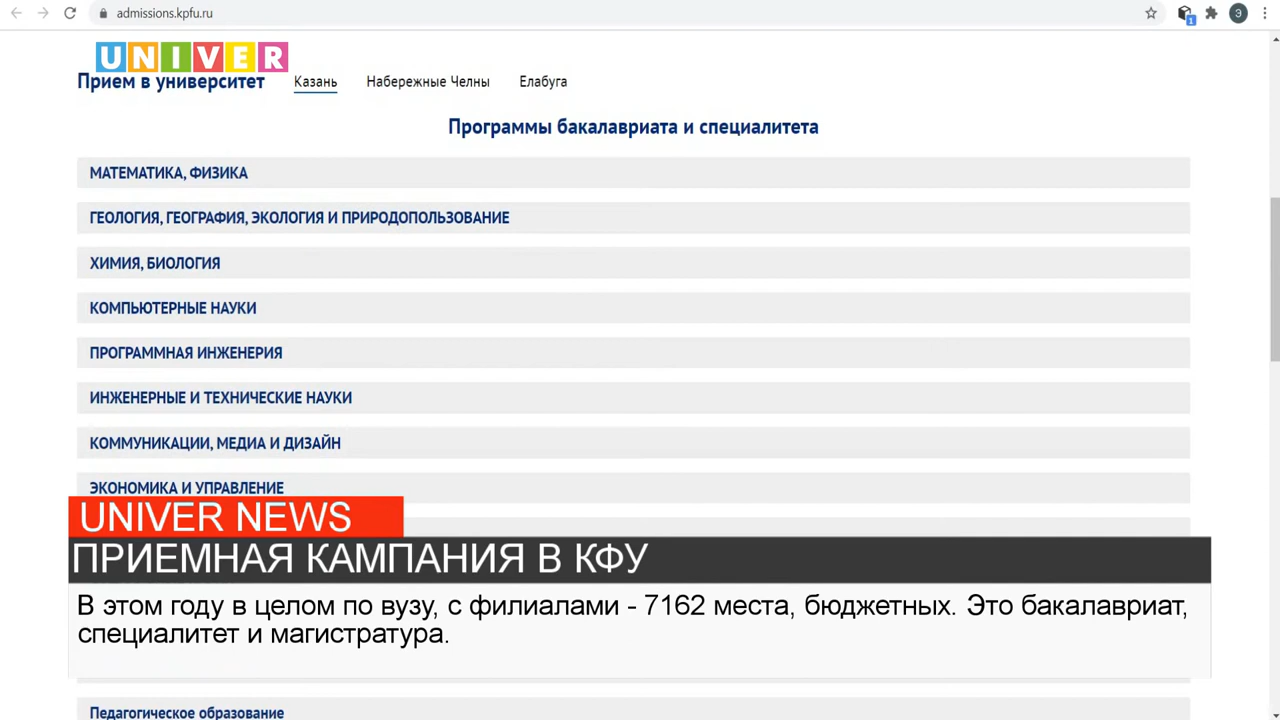 admissions.kpfu.ru
1
Э
UNIVER
Прием в университет Казань Набережные Челны Елабуга
Программы бакалавриата и специалитета
МАТЕМАТИКА, ФИЗИКА
ГЕОЛОГИЯ, ГЕОГРАФИЯ, ЭКОЛОГИЯ И ПРИРОДОПОЛЬЗОВАНИЕ
ХИМИЯ, БИОЛОГИЯ
КОМПЬЮТЕРНЫЕ НАУКИ
ПРОГРАММНАЯ ИНЖЕНЕРИЯ
ИНЖЕНЕРНЫЕ И ТЕХНИЧЕСКИЕ НАУКИ
КОММУНИКАЦИИ, МЕДИА И ДИЗАЙН
ЭКОНОМИКА И УПРАВЛЕНИЕ
UNIVER NEWS
ПРИЕМНАЯ КАМПАНИЯ В КФУ
В этом году в целом по вузу, с филиалами - 7162 места, бюджетных. Это бакалавриат,
специалитет и магистратура.
Педагогическое образование